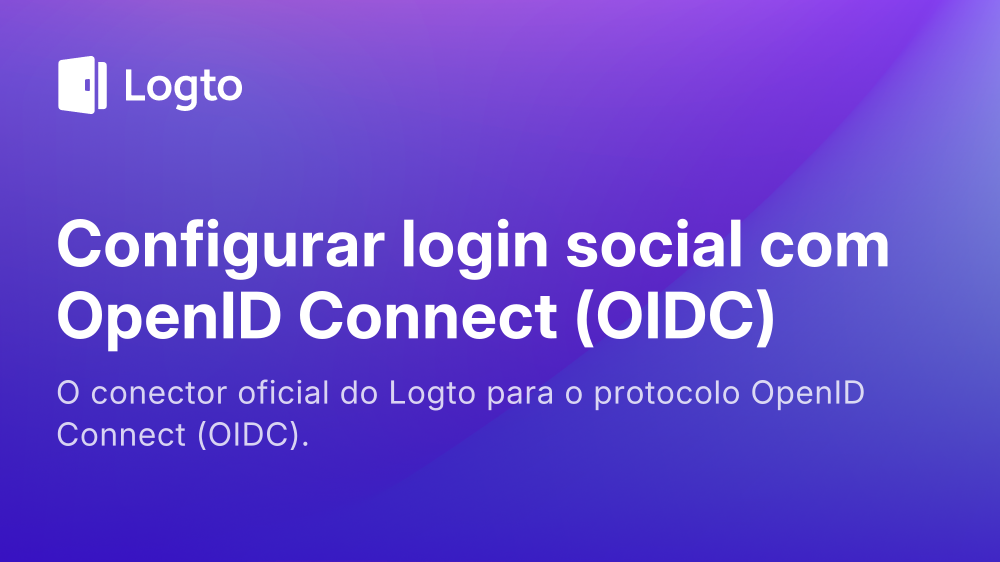 Logto
Configurar login social com
OpenID Connect (OIDC)
O conector oficial do Logto para o protocolo OpenID
Connect (OIDC).